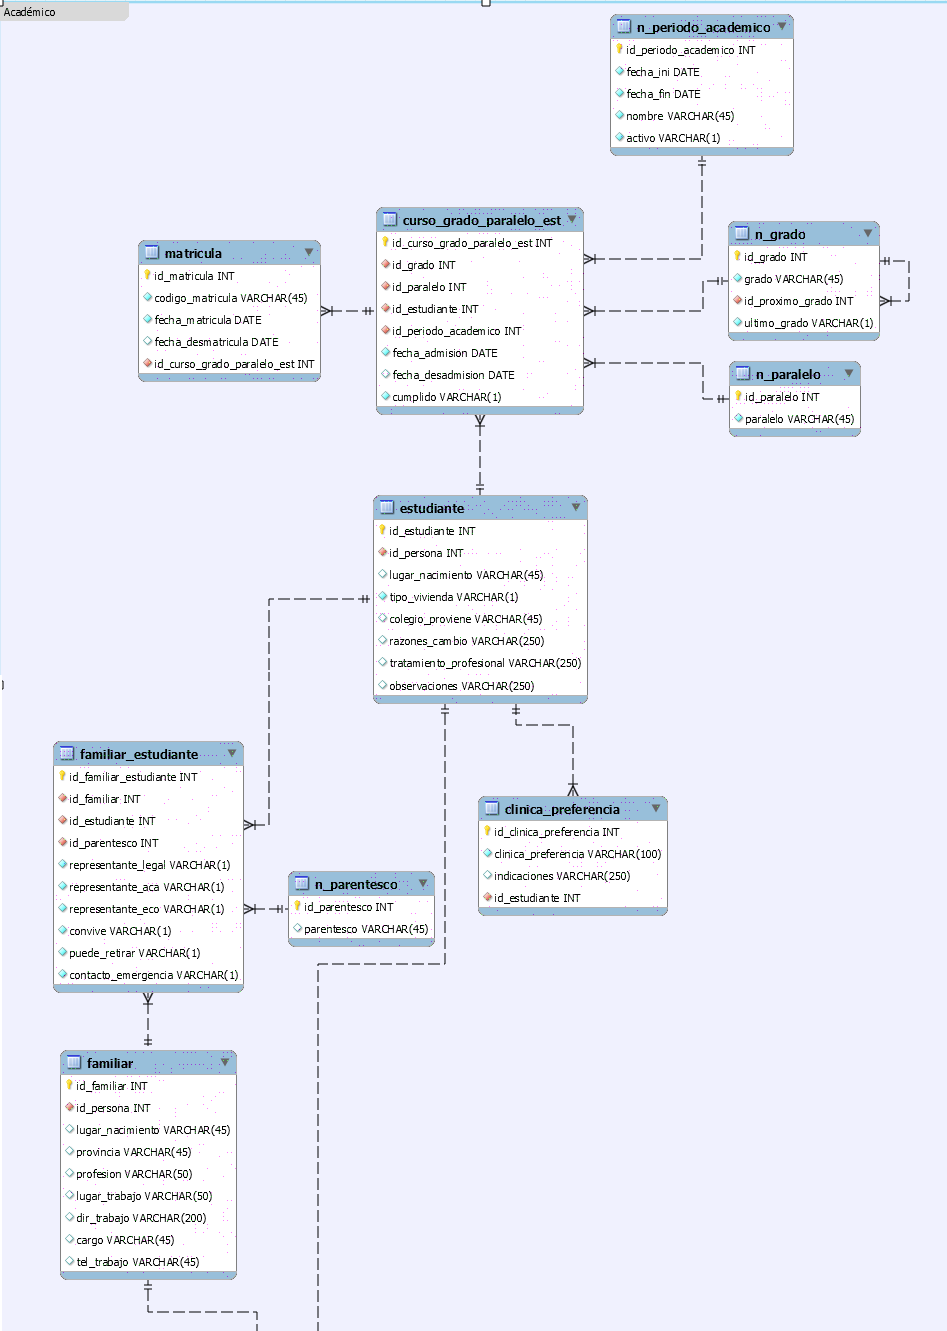 Académico
n_periodo_academico
id_periodo_academico INT
fecha_ini DATE
fecha_fin DATE
nombre VARCHAR(45)
activo VARCHAR(1)
curso_grado_paralelo_est
id_curso_grado_paralelo_est INT
id_grado INT
id_paralelo INT
id_estudiante INT
id_periodo_academico INT
fecha_admision DATE
fecha_desadmision DATE
cumplido VARCHAR(1)
n_grado
id_grado INT
grado VARCHAR(45)
id_proximo_grado INT
ultimo_grado VARCHAR(1)
matricula
id_matricula INT
codigo_matricula VARCHAR(45)
fecha_matricula DATE
fecha_desmatricula DATE
id_curso_grado_paralelo_est INT
n_paralelo
id_paralelo INT
paralelo VARCHAR(45)
estudiante
id_estudiante INT
id_persona INT
lugar_nacimiento VARCHAR(45)
tipo_vivienda VARCHAR(1)
colegio_proviene VARCHAR(45)
razones_cambio VARCHAR(250)
tratamiento_profesional VARCHAR(250)
observaciones VARCHAR(250)
familiar_estudiante
id_familiar_estudiante INT
id_familiar INT
id_estudiante INT
id_parentesco INT
representante_legal VARCHAR(1)
representante_aca VARCHAR(1)
representante_eco VARCHAR(1)
convive VARCHAR(1)
puede_retirar VARCHAR(1)
contacto_emergencia VARCHAR(1)
clinica_preferencia
id_clinica_preferencia INT
clinica_preferencia VARCHAR(100)
indicaciones VARCHAR(250)
id_estudiante INT
n_parentesco
id_parentesco INT
parentesco VARCHAR(45)
familiar
id_familiar INT
id_persona INT
lugar_nacimiento VARCHAR(45)
provincia VARCHAR(45)
profesion VARCHAR(50)
lugar_trabajo VARCHAR(50)
dir_trabajo VARCHAR(200)
cargo VARCHAR(45)
tel_trabajo VARCHAR(45)